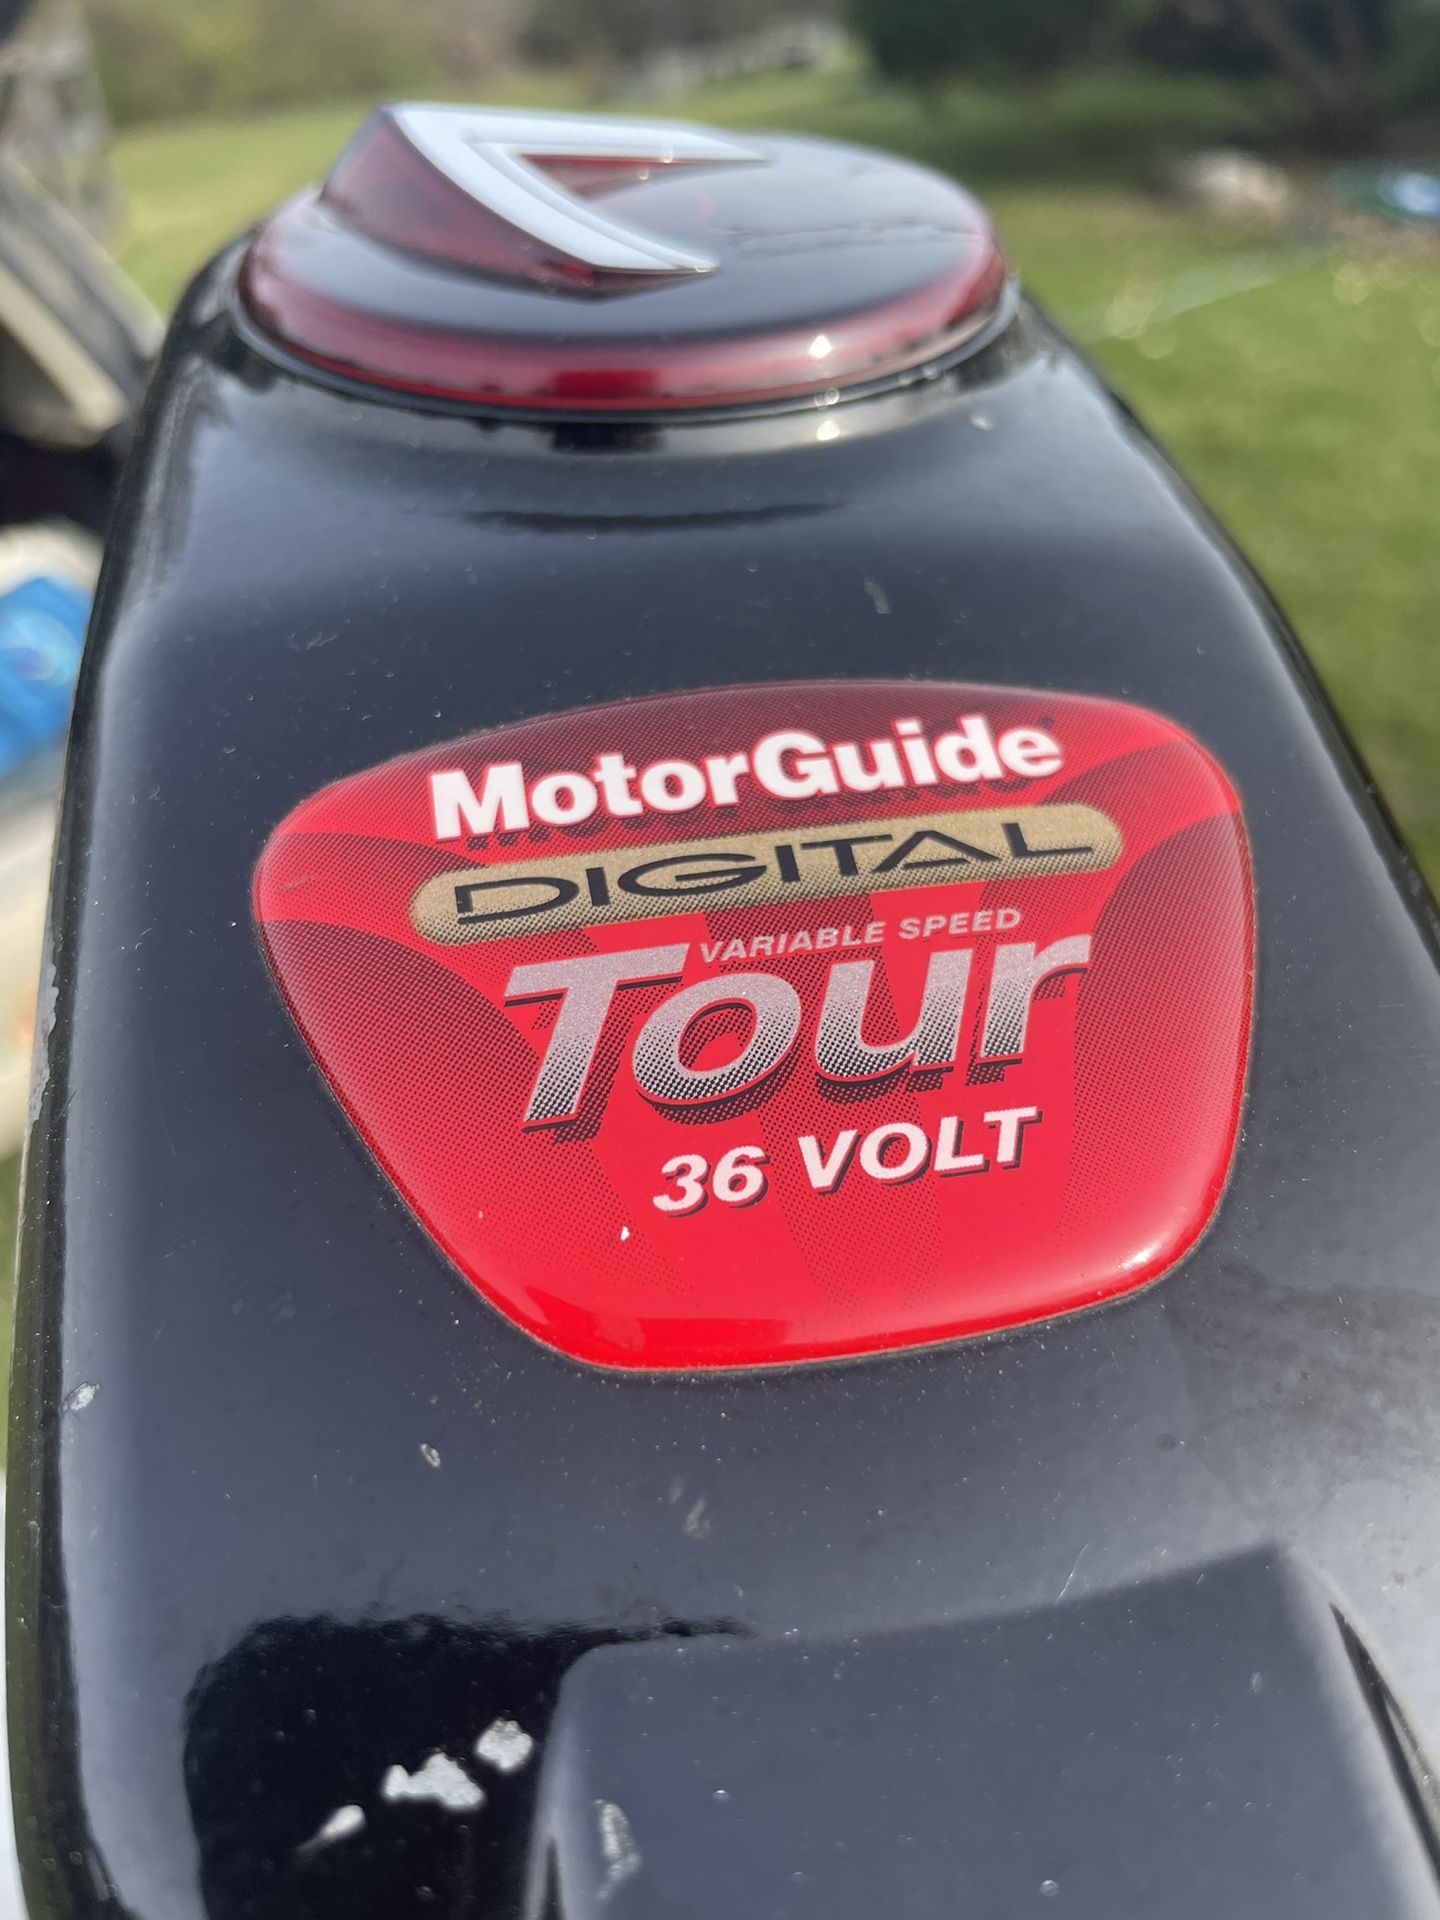 MotorGuide
DIGITAL
VARIABLE SPEED
Tour
36 VOLT